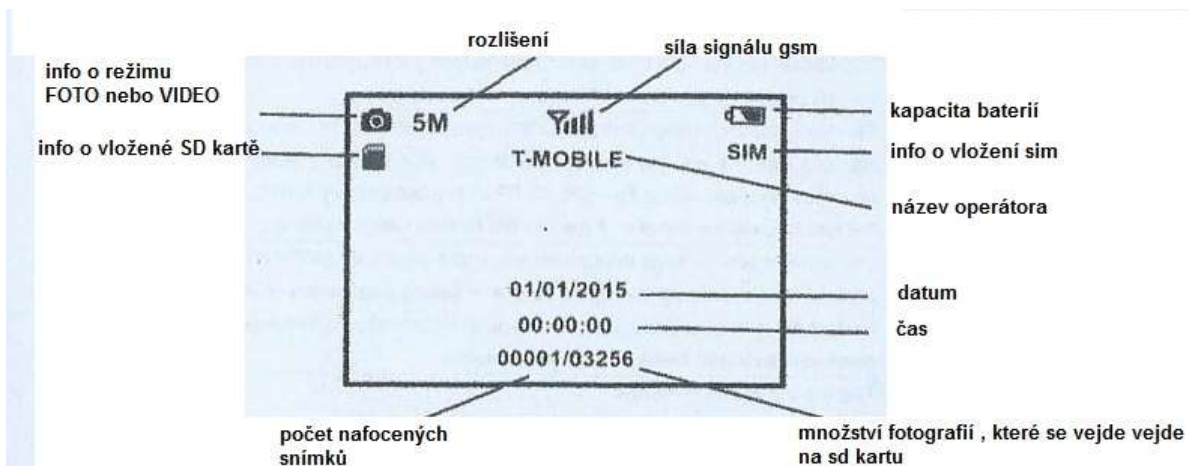 rozlišení
síla signálu gsm
info o režimu
FOTO nebo VIDEO
kapacita baterií
5M
info o vložené SD kartě
T-MOBILE
SIM
info o vložení sim
název operátora
01/01/2015
datum
00:00:00
čas
00001/03256
počet nafocených
snímků
množství fotografií , které se vejde vejde
na sd kartu